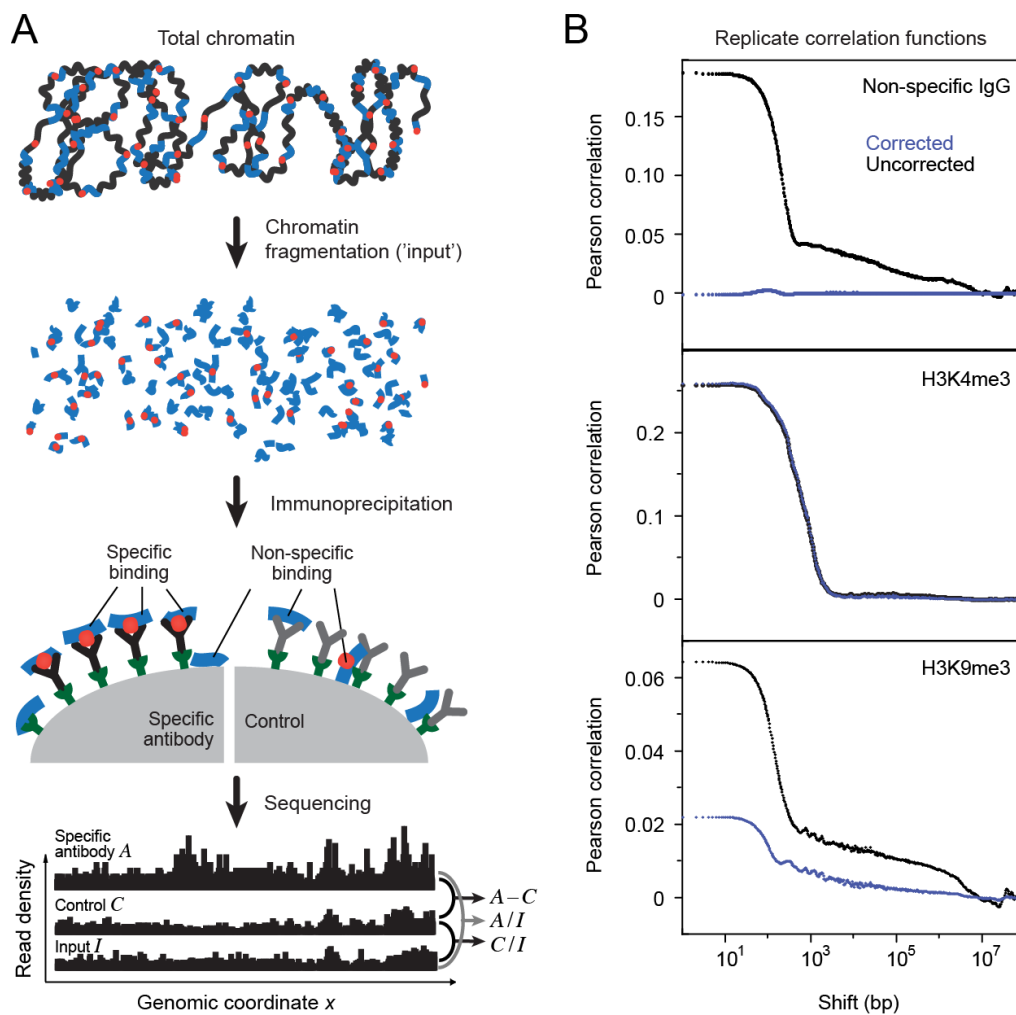 A
Total chromatin
Chromatin
fragmentation ('input')
Immunoprecipitation
Specific
binding
Non-specific
binding
Specific
antibody
Control
Sequencing
Specific
antibody A
Control C
Input I
Read density
A−C
A/I
C/I
Genomic coordinate x
B
Replicate correlation functions
Non-specific IgG
Corrected
Uncorrected
Pearson correlation
0.15
0.10
0.05
0
H3K4me3
Pearson correlation
0.2
0.1
0
H3K9me3
Pearson correlation
0.06
0.04
0.02
0
10¹ 10³ 10⁵ 10⁷
Shift (bp)